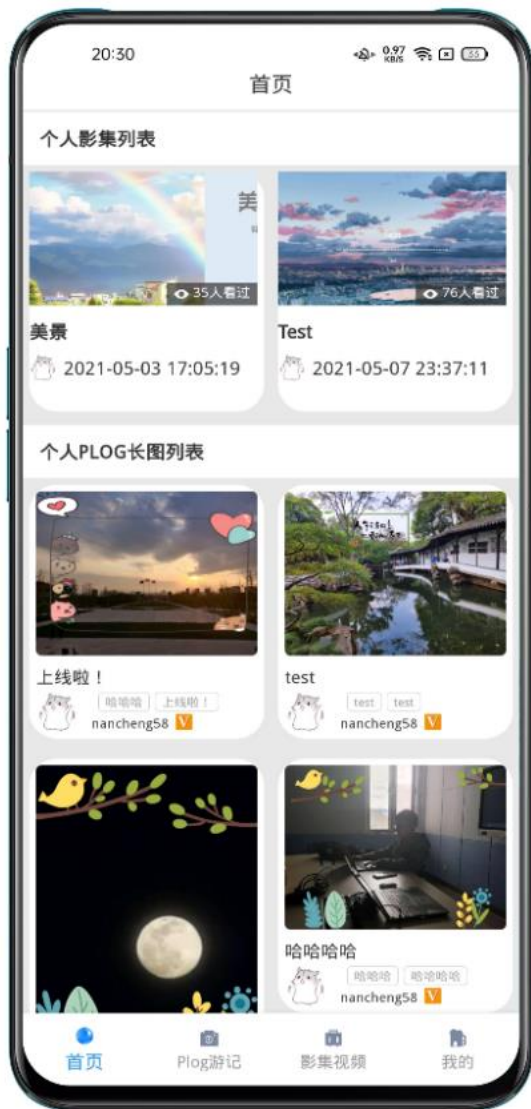 20:30
0.97
KB/S
55
首页
个人影集列表
美
35人看过
76人看过
美景
Test
2021-05-03 17:05:19
2021-05-07 23:37:11
个人PLOG长图列表
上线啦！
test
哈哈哈 上线啦！
test test
nancheng58 V
nancheng58 V
哈哈哈哈
哈哈哈 哈哈哈哈
nancheng58 V
首页
Plog游记
影集视频
我的